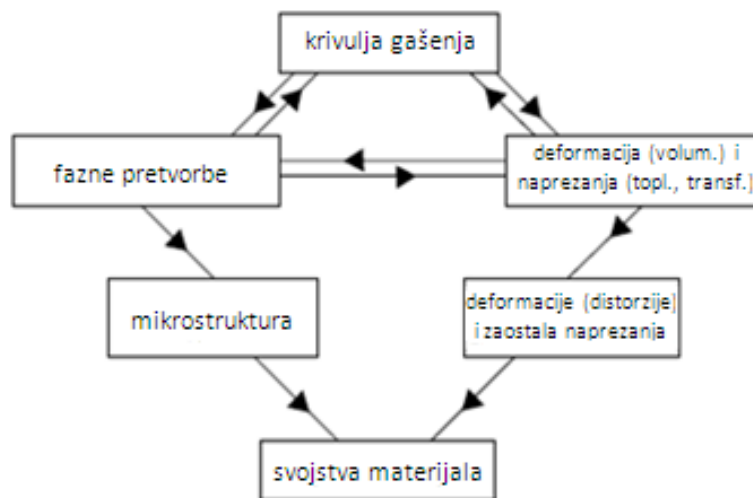 krivulja gašenja
fazne pretvorbe
deformacija (volum.) i
naprezanja (topl., transf.)
mikrostruktura
deformacije (distorzije)
i zaostala naprezanja
svojstva materijala